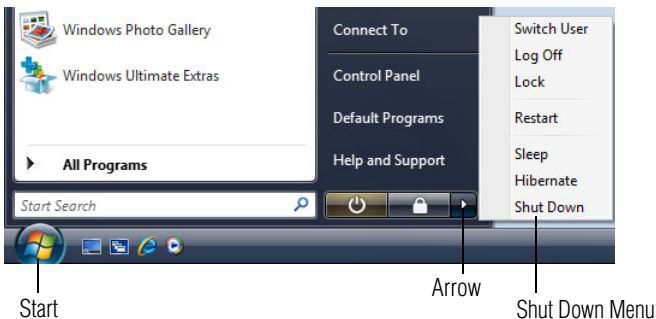 Windows Photo Gallery
Windows Ultimate Extras
All Programs
Start Search
Connect To
Control Panel
Default Programs
Help and Support
Switch User
Log Off
Lock
Restart
Sleep
Hibernate
Shut Down
Start
Arrow
Shut Down Menu